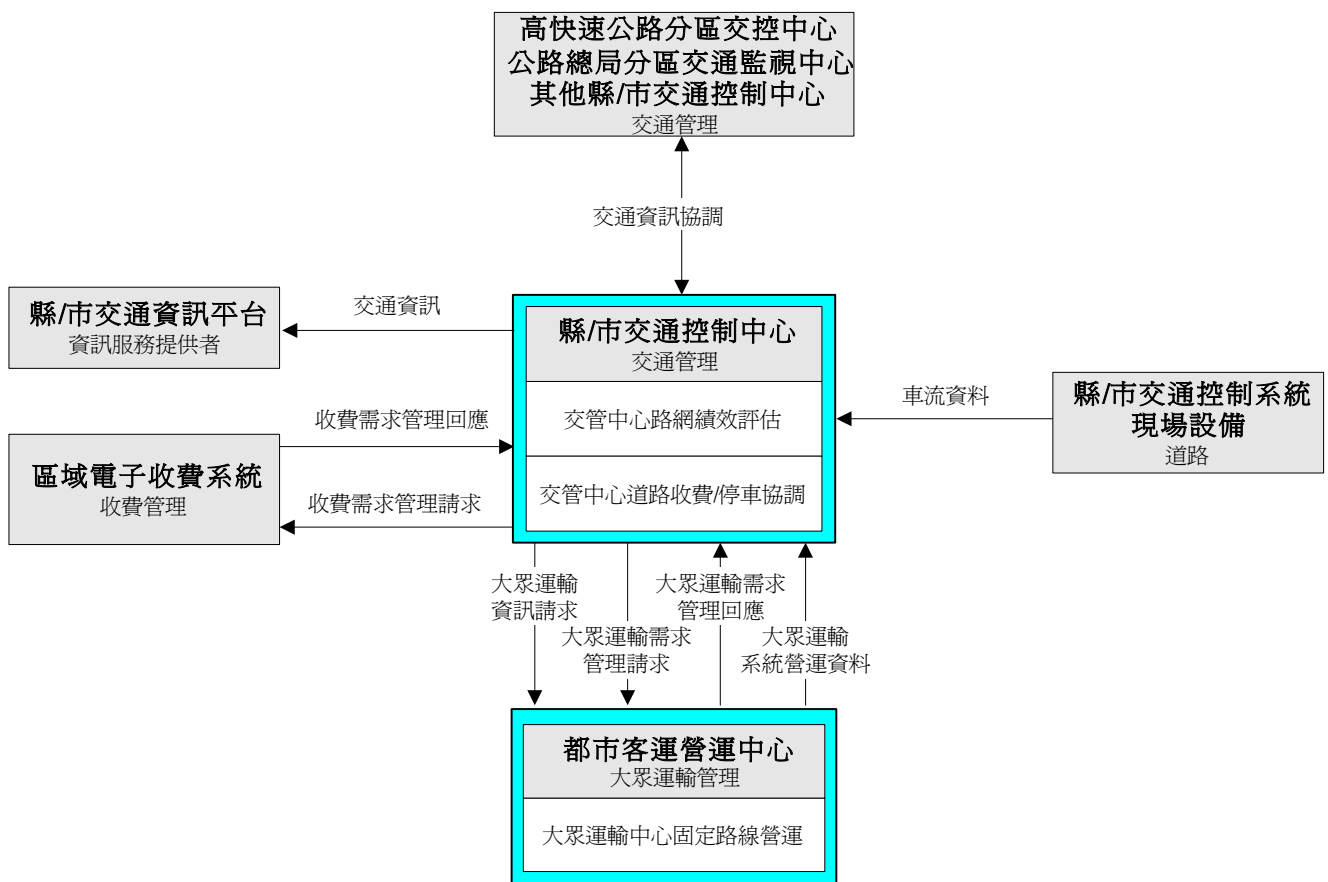 高快速公路分區交控中心
公路總局分區交通監視中心
其他縣/市交通控制中心
交通管理
交通資訊協調
縣/市交通資訊平台
資訊服務提供者
交通資訊
縣/市交通控制中心
交通管理
交管中心路網績效評估
交管中心道路收費/停車協調
車流資料
縣/市交通控制系統
現場設備
道路
區域電子收費系統
收費管理
收費需求管理回應
收費需求管理請求
大眾運輸
資訊請求
大眾運輸需求
管理請求
大眾運輸需求
管理回應
大眾運輸
系統營運資料
都市客運營運中心
大眾運輸管理
大眾運輸中心固定路線營運